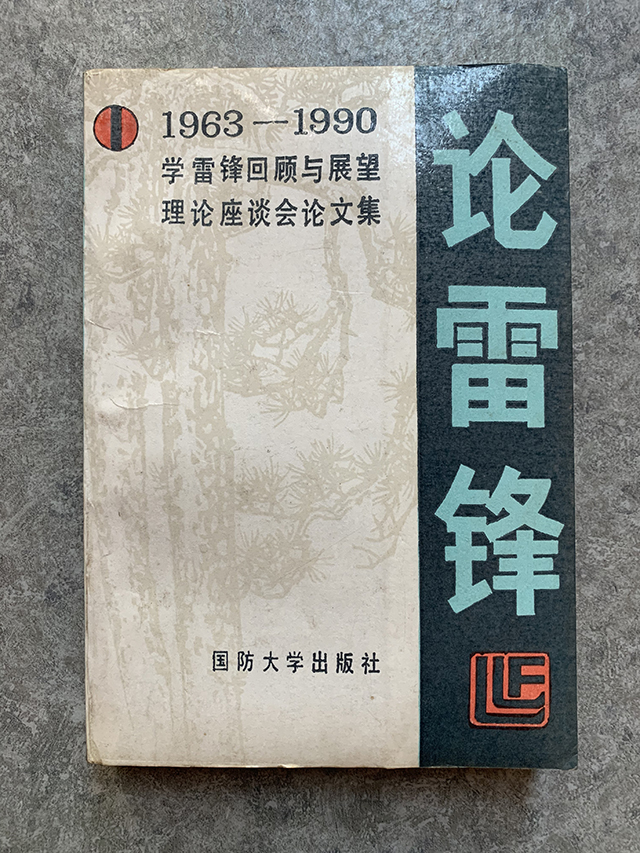 1963—1990
学雷锋回顾与展望
理论座谈会论文集
论雷锋
国防大学出版社
LLF